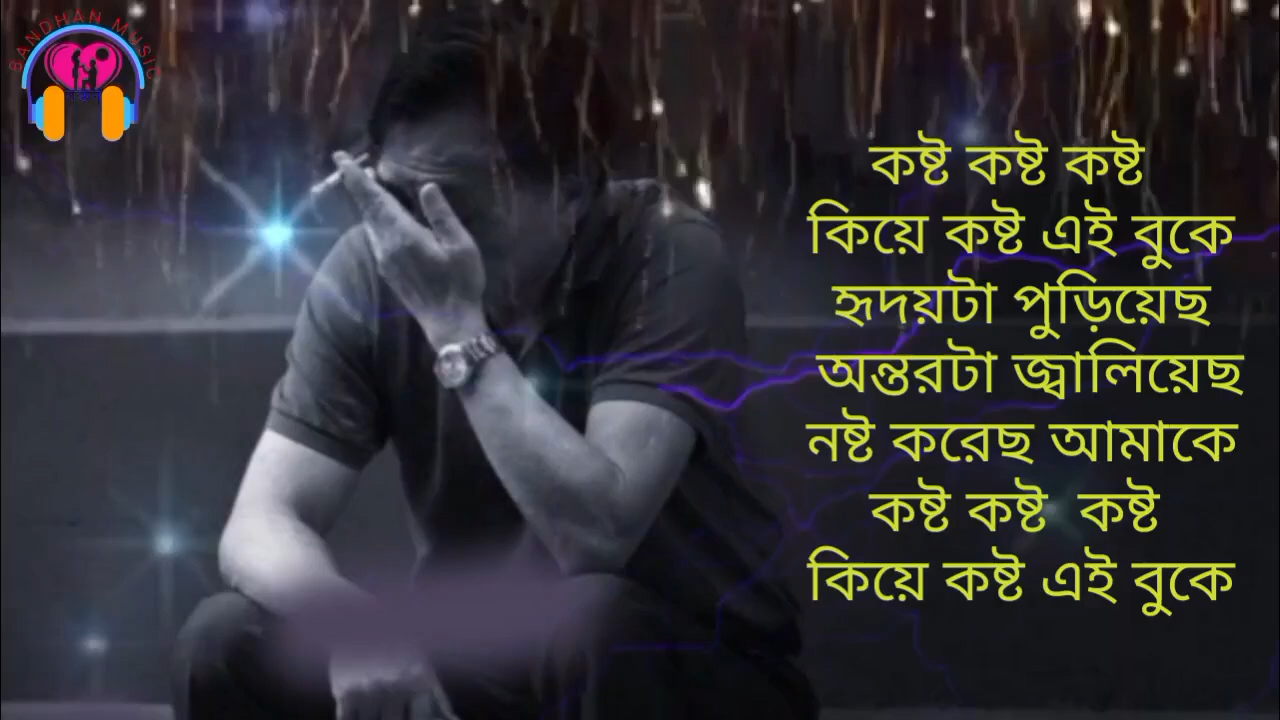 SANDHAN MUSIC
কষ্ট কষ্ট কষ্ট
কিয়ে কষ্ট এই বুকে
হৃদয়টা পুড়িয়েছ
অন্তরটা জ্বালিয়েছ
নষ্ট করেছ আমাকে
কষ্ট কষ্ট কষ্ট
কিয়ে কষ্ট এই বুকে